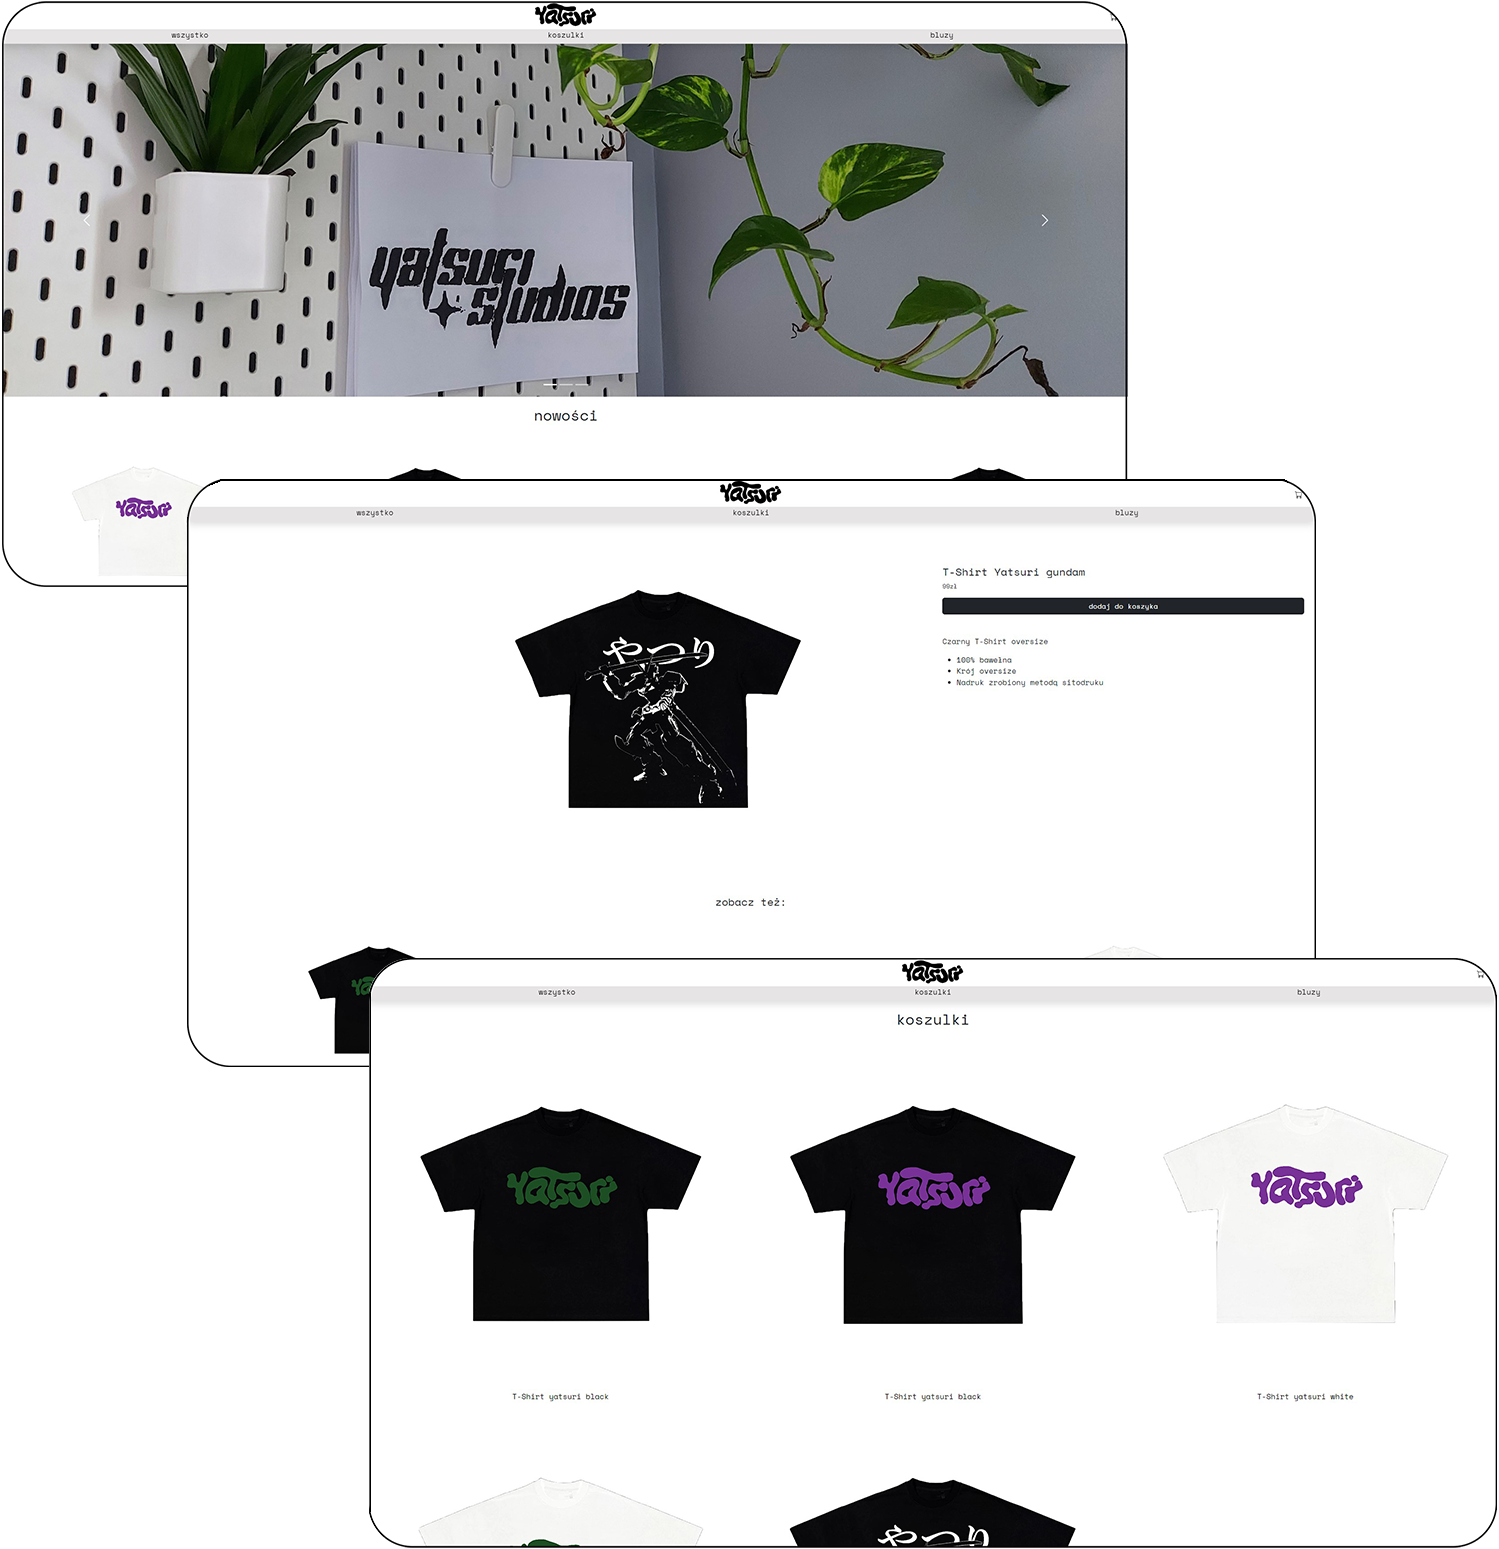 Yatsuri
wszystko
koszulki
bluzy
yatsuri
studios
nowości
Yatsuri
Yatsuri
wszystko
koszulki
bluzy
T-Shirt Yatsuri gundam
99zł
dodaj do koszyka
Czarny T-Shirt oversize
100% bawełna
Krój oversize
Nadruk zrobiony metodą sitodruku
やつり
zobacz też:
Yatsuri
wszystko
koszulki
bluzy
koszulki
Yatsuri
Yatsuri
Yatsuri
T-Shirt yatsuri black
T-Shirt yatsuri black
T-Shirt yatsuri white
やつり